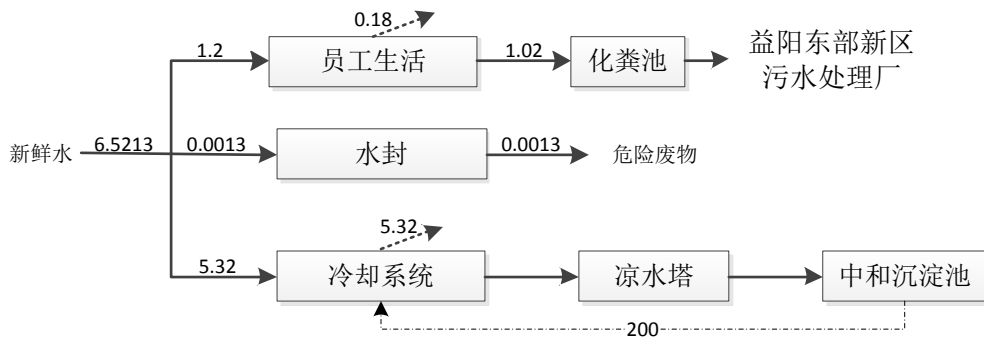 0.18
1.2
员工生活
1.02
化粪池
益阳东部新区
污水处理厂
新鲜水
6.5213
0.0013
水封
0.0013
危险废物
5.32
5.32
冷却系统
凉水塔
中和沉淀池
200